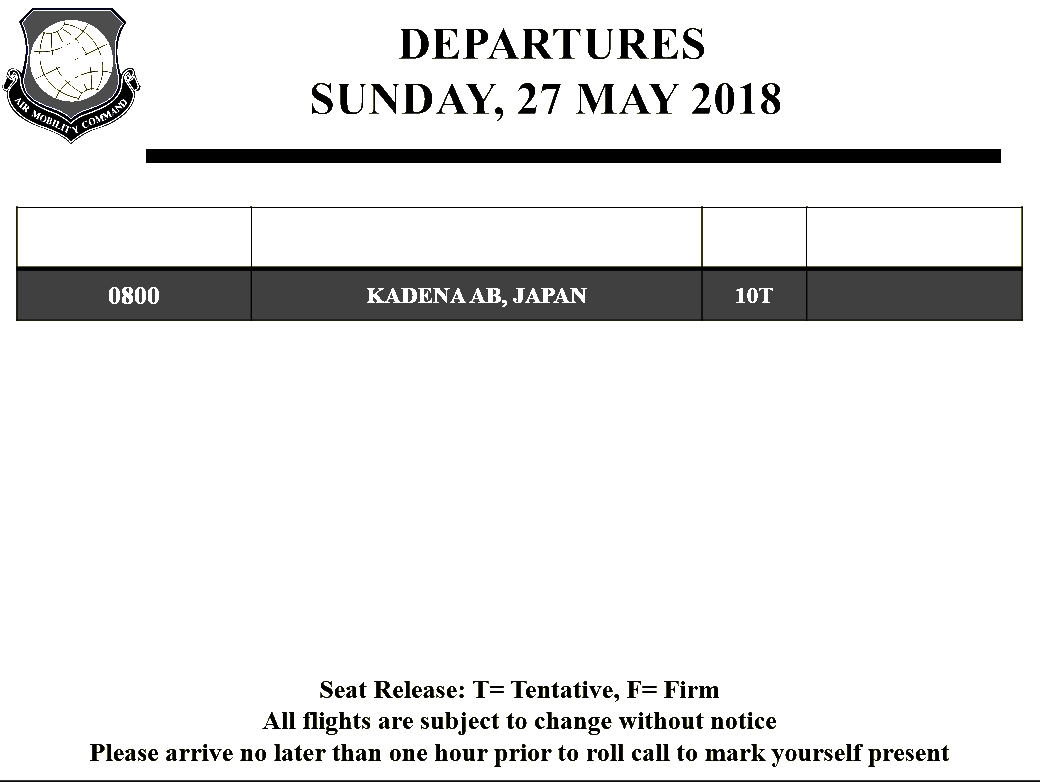 AIR MOBILITY COMMAND
DEPARTURES
SUNDAY, 27 MAY 2018
0800 KADENA AB, JAPAN 10T
Seat Release: T= Tentative, F= Firm
All flights are subject to change without notice
Please arrive no later than one hour prior to roll call to mark yourself present